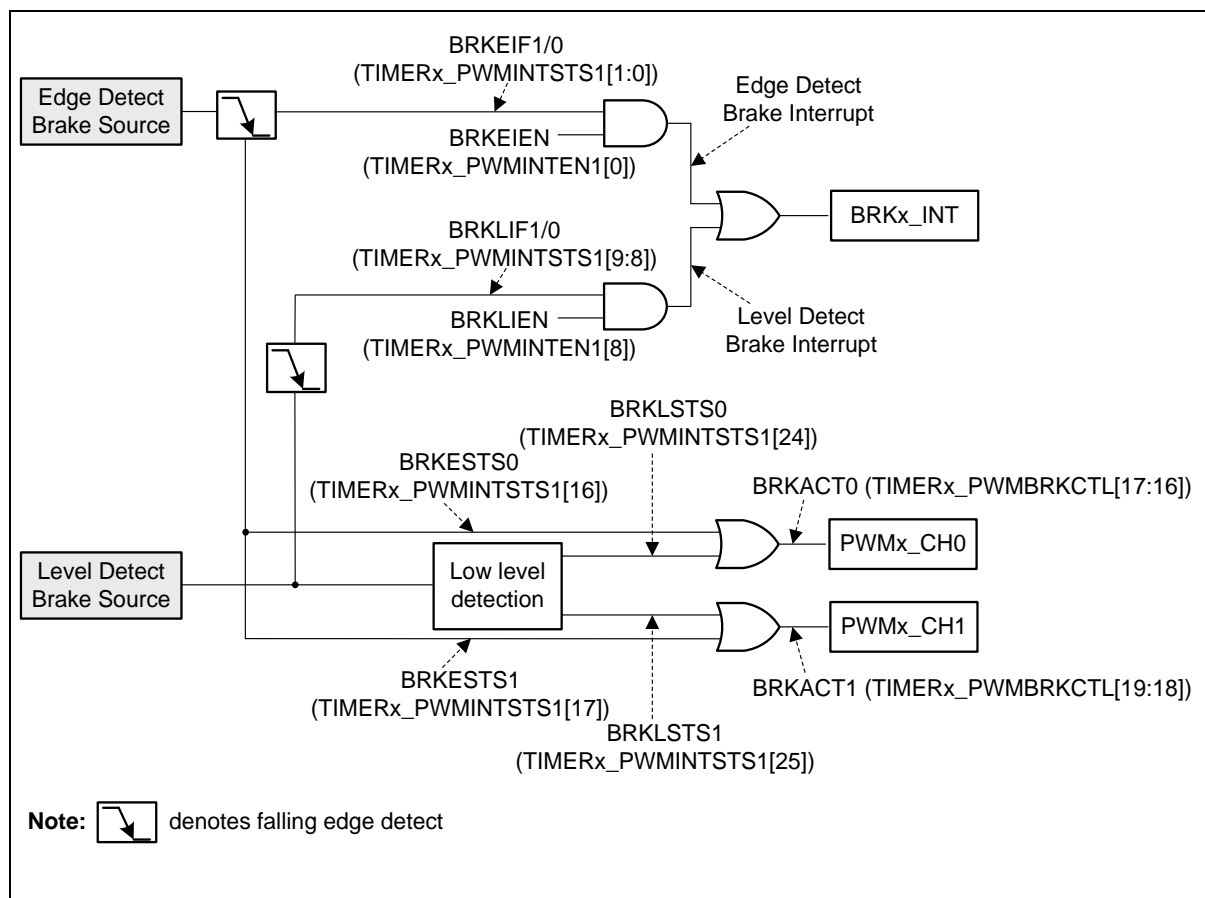 BRKEIF1/0
(TIMERx_PWMINTSTS1[1:0])
Edge Detect
Brake Source
Edge Detect
Brake Interrupt
BRKEIEN
(TIMERx_PWMINTEN1[0])
BRKx_INT
BRKLIF1/0
(TIMERx_PWMINTSTS1[9:8])
BRKLIEN
(TIMERx_PWMINTEN1[8])
Level Detect
Brake Interrupt
BRKLSTS0
(TIMERx_PWMINTSTS1[24])
BRKESTS0
(TIMERx_PWMINTSTS1[16])
BRKACT0 (TIMERx_PWMBRKCTL[17:16])
PWMx_CH0
Level Detect
Brake Source
Low level
detection
PWMx_CH1
BRKESTS1
(TIMERx_PWMINTSTS1[17])
BRKACT1 (TIMERx_PWMBRKCTL[19:18])
BRKLSTS1
(TIMERx_PWMINTSTS1[25])
Note: denotes falling edge detect